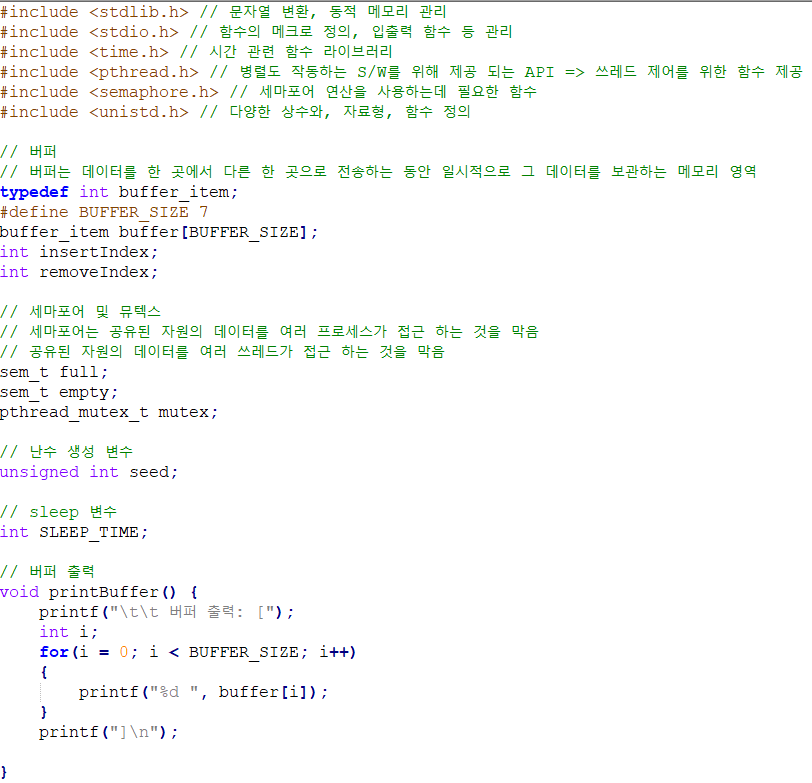 #include <stdlib.h> // 문자열 변환, 동적 메모리 관리
#include <stdio.h> // 함수의 메크로 정의, 입출력 함수 등 관리
#include <time.h> // 시간 관련 함수 라이브러리
#include <pthread.h> // 병렬도 작동하는 S/W를 위해 제공 되는 API => 쓰레드 제어를 위한 함수 제공
#include <semaphore.h> // 세마포어 연산을 사용하는데 필요한 함수
#include <unistd.h> // 다양한 상수와, 자료형, 함수 정의

// 버퍼
// 버퍼는 데이터를 한 곳에서 다른 한 곳으로 전송하는 동안 일시적으로 그 데이터를 보관하는 메모리 영역
typedef int buffer_item;
#define BUFFER_SIZE 7
buffer_item buffer[BUFFER_SIZE];
int insertIndex;
int removeIndex;

// 세마포어 및 뮤텍스
// 세마포어는 공유된 자원의 데이터를 여러 프로세스가 접근 하는 것을 막음
// 공유된 자원의 데이터를 여러 쓰레드가 접근 하는 것을 막음
sem_t full;
sem_t empty;
pthread_mutex_t mutex;

// 난수 생성 변수
unsigned int seed;

// sleep 변수
int SLEEP_TIME;

// 버퍼 출력
void printBuffer() {
    printf("\t\t 버퍼 출력: [");
    int i;
    for(i = 0; i < BUFFER_SIZE; i++)
    {
        printf("%d ", buffer[i]);
    }
    printf("]\n");

}